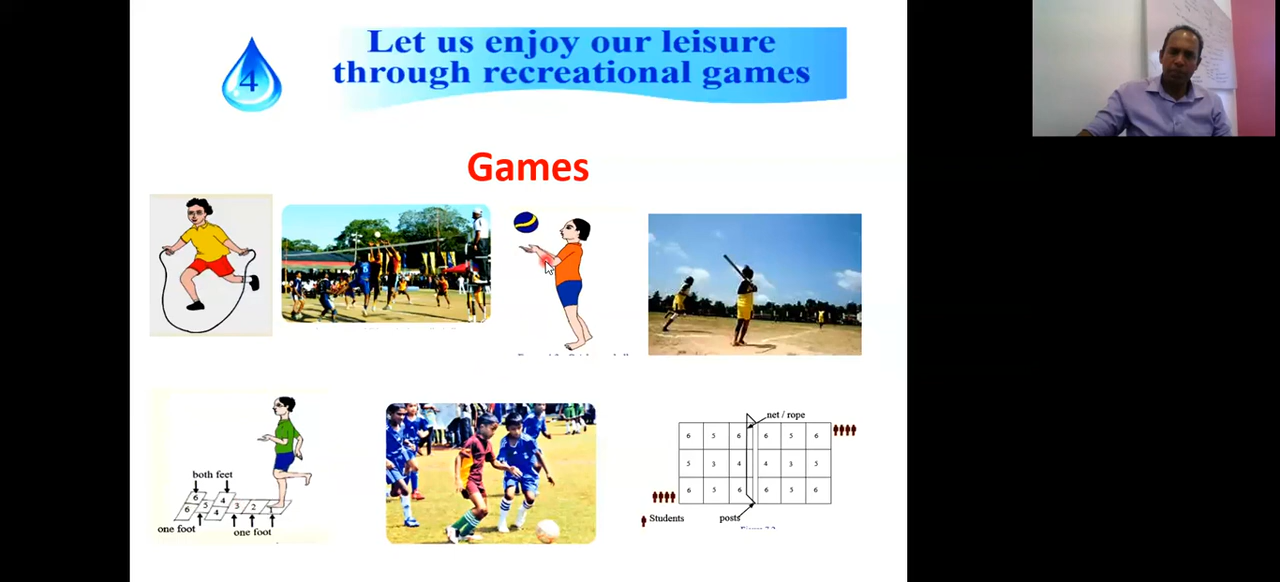 4
Let us enjoy our leisure
through recreational games
Games
both feet
6
6
5
4
4
3
2
1
one foot
one foot
net / rope
6 5 6 6 5 6
5 3 4 4 3 5
6 5 6 6 5 6
Students
posts